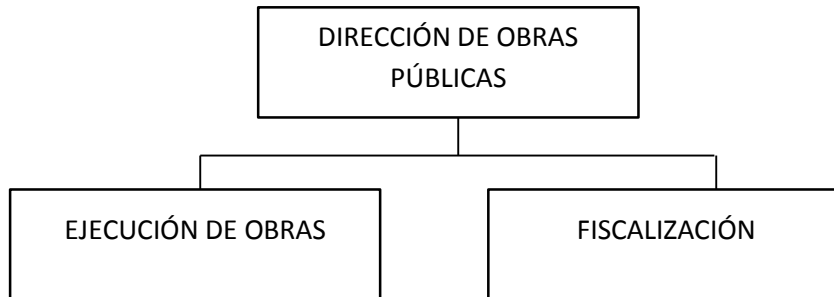 DIRECCIÓN DE OBRAS
PÚBLICAS
EJECUCIÓN DE OBRAS
FISCALIZACIÓN